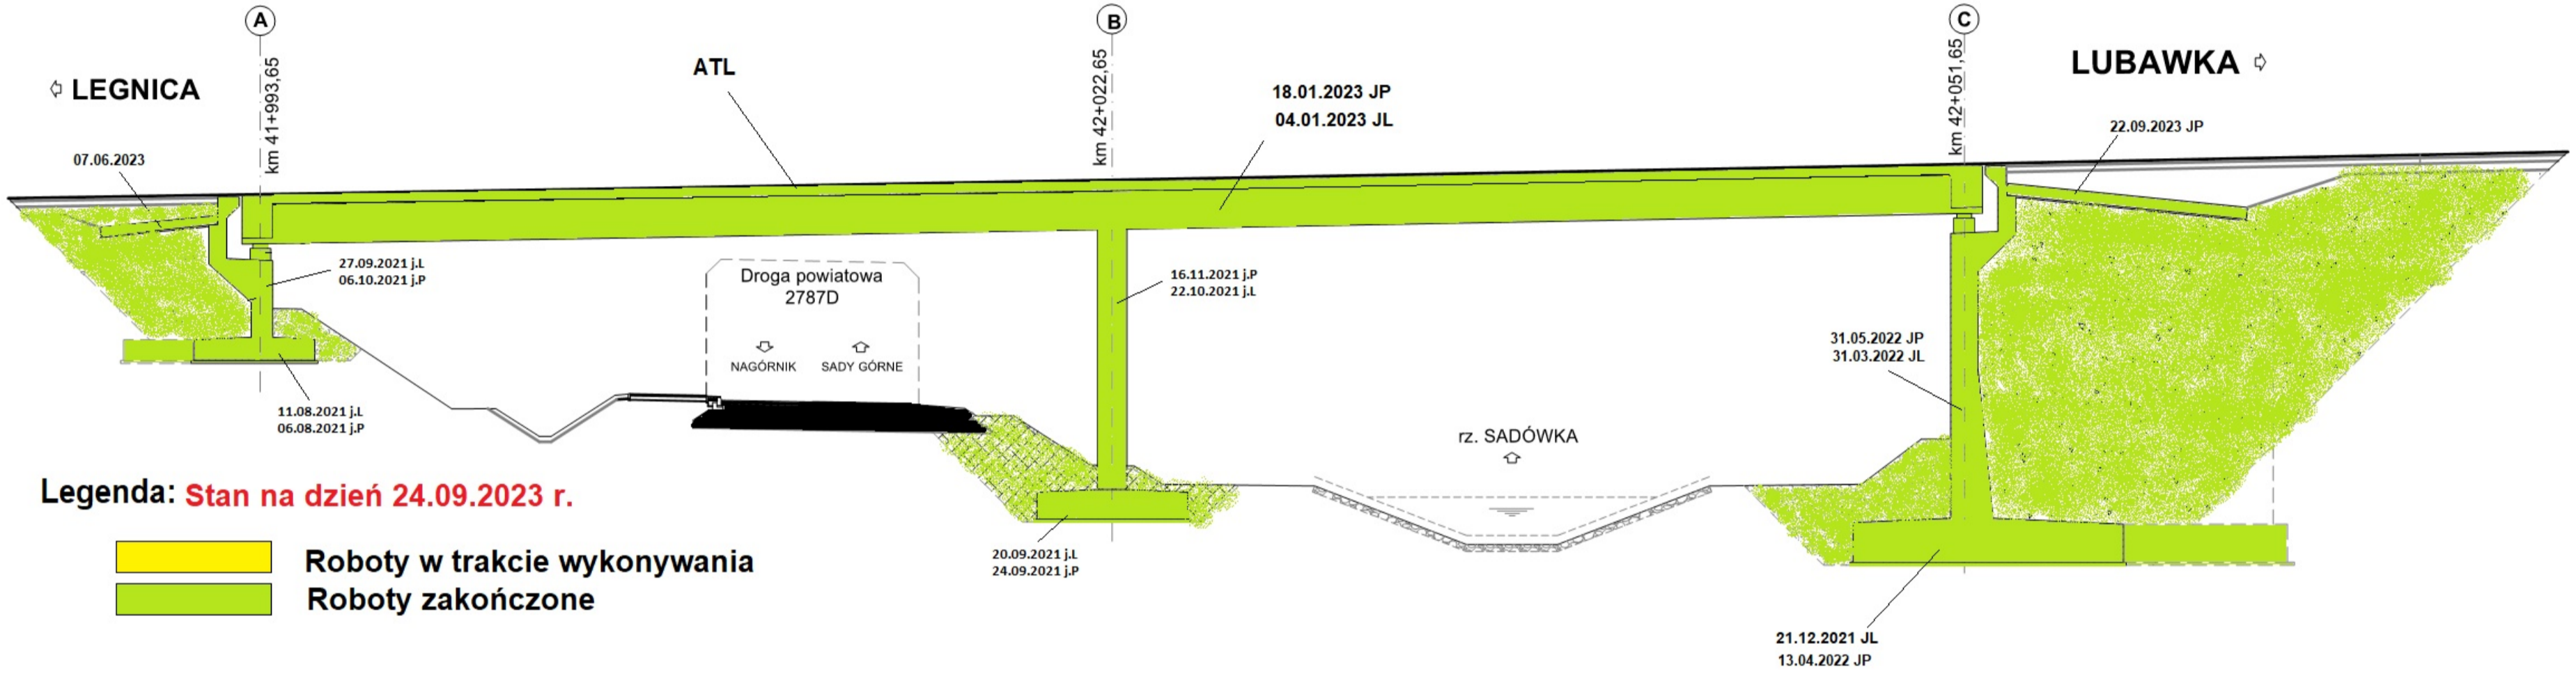 A
B
C
km 41+993,65
km 42+022,65
km 42+051,65
LEGNICA
ATL
LUBAWKA
18.01.2023 JP
04.01.2023 JL
07.06.2023
22.09.2023 JP
27.09.2021 j.L
06.10.2021 j.P
Droga powiatowa
2787D
NAGÓRNIK
SADY GÓRNE
16.11.2021 j.P
22.10.2021 j.L
31.05.2022 JP
31.03.2022 JL
11.08.2021 j.L
06.08.2021 j.P
rz. SADÓWKA
Legenda: Stan na dzień 24.09.2023 r.
Roboty w trakcie wykonywania
Roboty zakończone
20.09.2021 j.L
24.09.2021 j.P
21.12.2021 JL
13.04.2022 JP